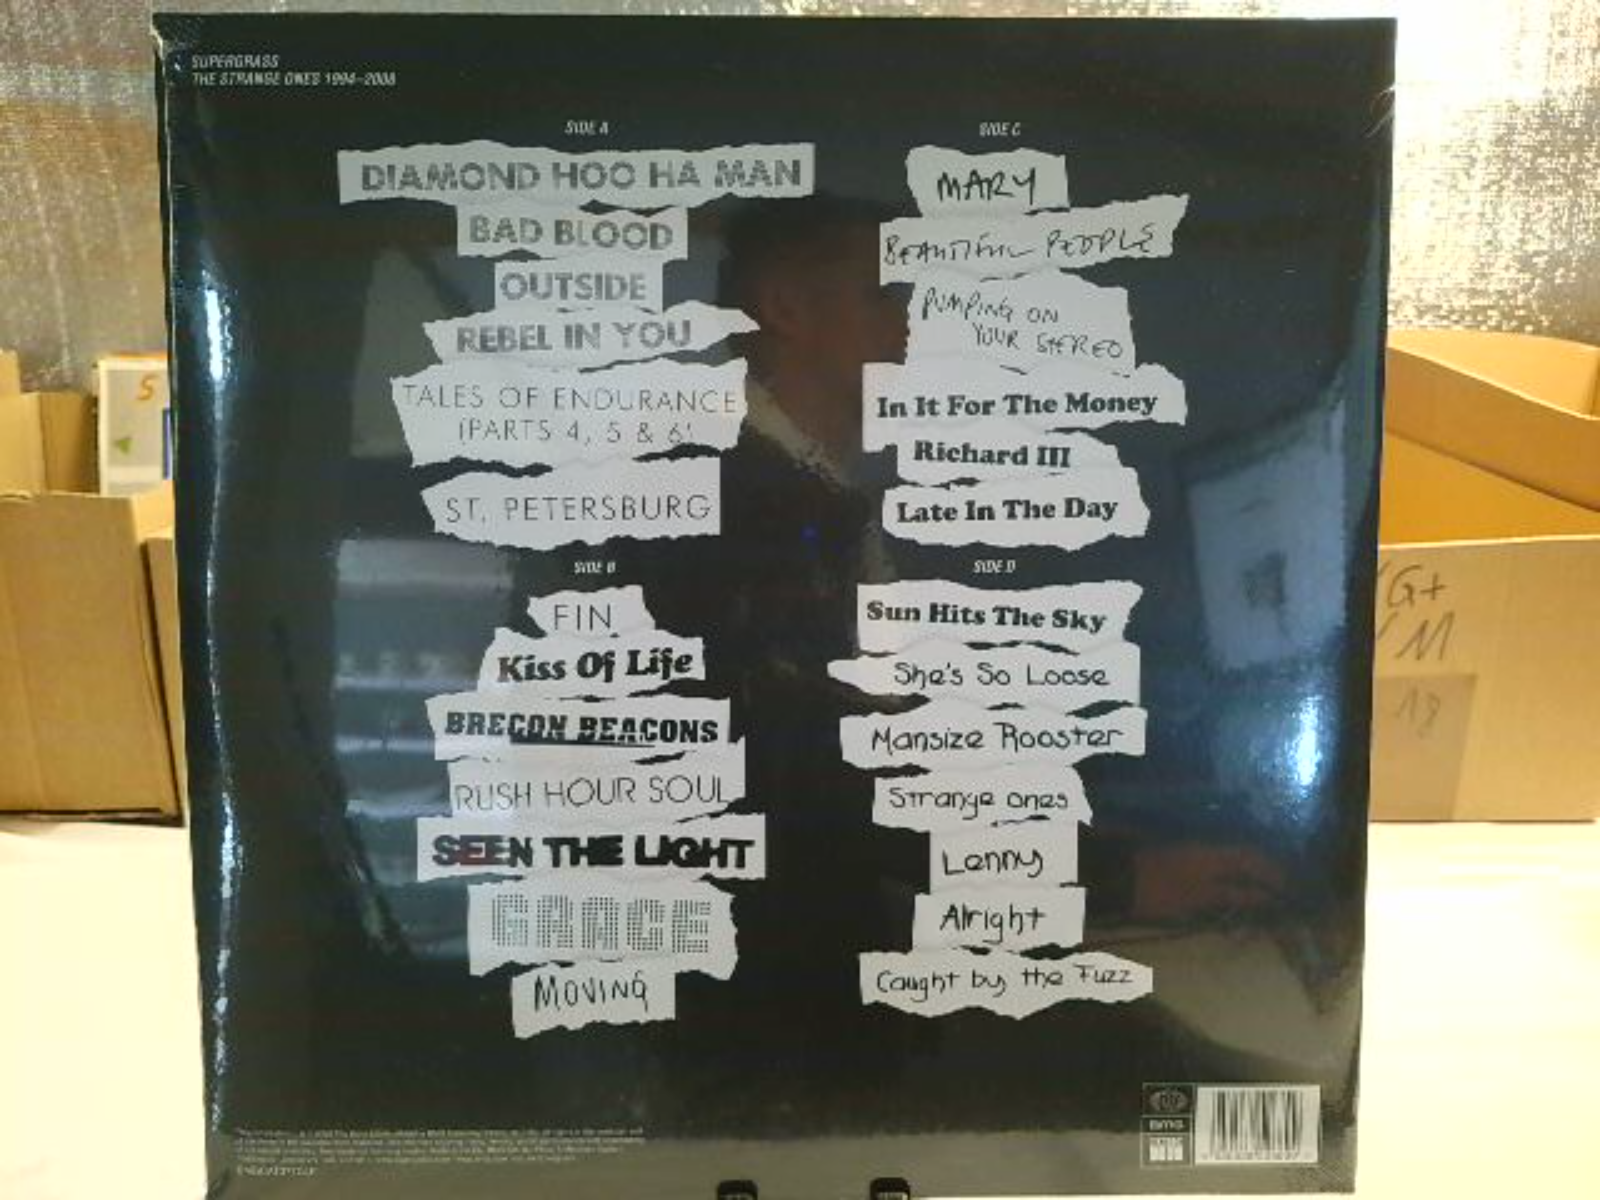 SUPERGRASS
THE STRANGE ONES 1994–2008
SIDE A
DIAMOND HOO HA MAN
BAD BLOOD
OUTSIDE
REBEL IN YOU
TALES OF ENDURANCE
(PARTS 4, 5 & 6)
ST. PETERSBURG
SIDE B
FIN
Kiss Of Life
BRECON BEACONS
RUSH HOUR SOUL
SEEN THE LIGHT
GRACE
MOVING
SIDE C
MARY
BEAUTIFUL PEOPLE
PUMPING ON
YOUR STEREO
In It For The Money
Richard III
Late In The Day
SIDE D
Sun Hits The Sky
She's So Loose
Mansize Rooster
Strange ones
Lenny
Alright
Caught by the Fuzz
BMG
5
G+
M